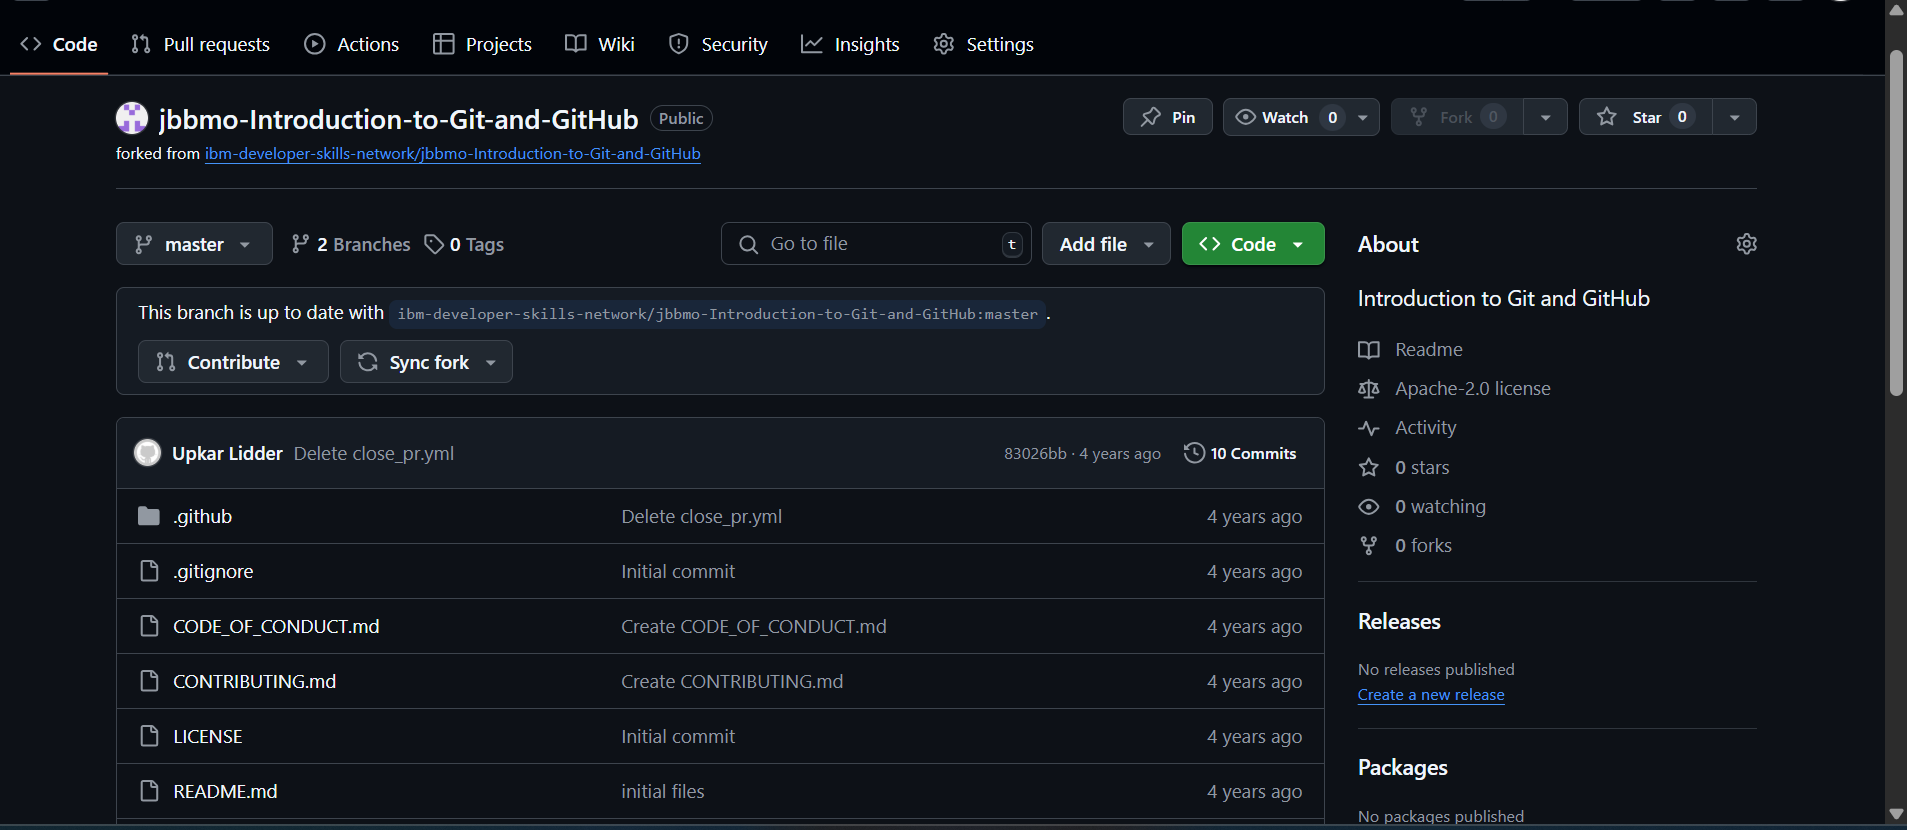 Code Pull requests Actions Projects Wiki Security Insights Settings
jbbmo-Introduction-to-Git-and-GitHub Public
Pin Watch 0 Fork 0 Star 0
forked from ibm-developer-skills-network/jbbmo-Introduction-to-Git-and-GitHub
master 2 Branches 0 Tags Go to file t Add file Code
This branch is up to date with ibm-developer-skills-network/jbbmo-Introduction-to-Git-and-GitHub:master .
Contribute Sync fork
Upkar Lidder Delete close_pr.yml 83026bb · 4 years ago 10 Commits
.github Delete close_pr.yml 4 years ago
.gitignore Initial commit 4 years ago
CODE_OF_CONDUCT.md Create CODE_OF_CONDUCT.md 4 years ago
CONTRIBUTING.md Create CONTRIBUTING.md 4 years ago
LICENSE Initial commit 4 years ago
README.md initial files 4 years ago
About
Introduction to Git and GitHub
Readme
Apache-2.0 license
Activity
0 stars
0 watching
0 forks
Releases
No releases published
Create a new release
Packages
No packages published